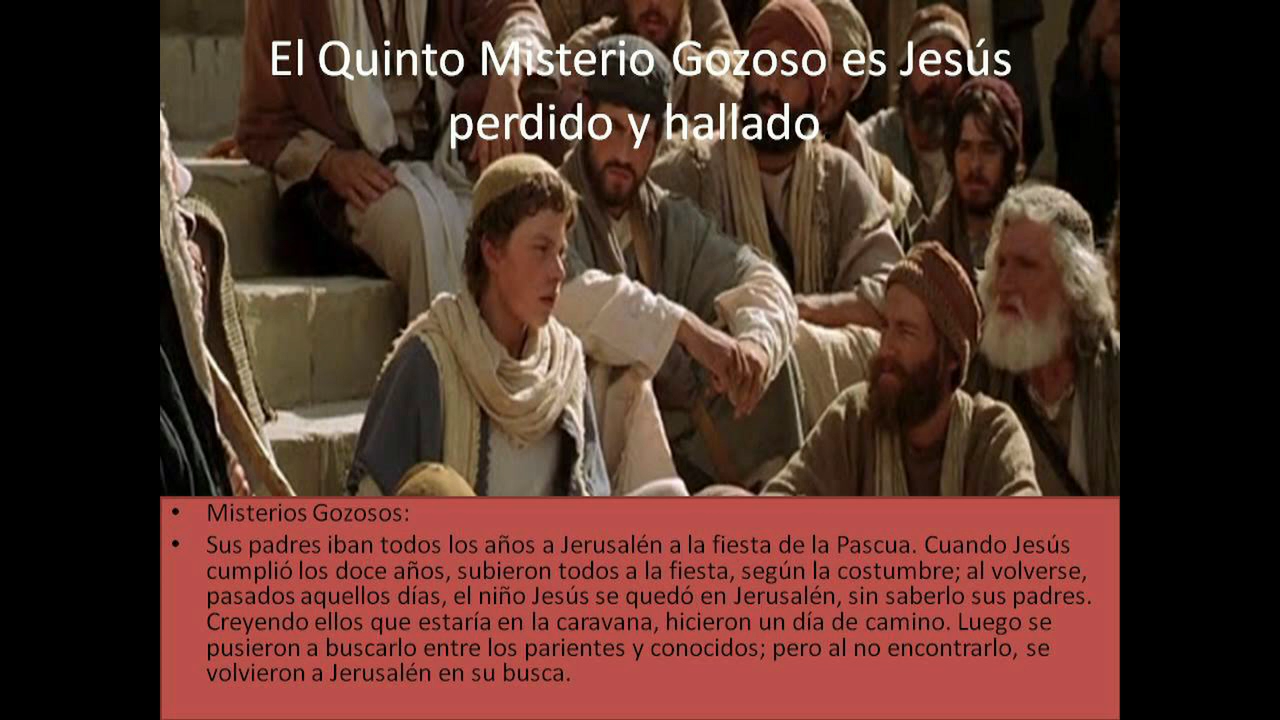 El Quinto Misterio Gozoso es Jesús
perdido y hallado
• Misterios Gozosos:
• Sus padres iban todos los años a Jerusalén a la fiesta de la Pascua. Cuando Jesús
cumplió los doce años, subieron todos a la fiesta, según la costumbre; al volverse,
pasados aquellos días, el niño Jesús se quedó en Jerusalén, sin saberlo sus padres.
Creyendo ellos que estaría en la caravana, hicieron un día de camino. Luego se
pusieron a buscarlo entre los parientes y conocidos; pero al no encontrarlo, se
volvieron a Jerusalén en su busca.